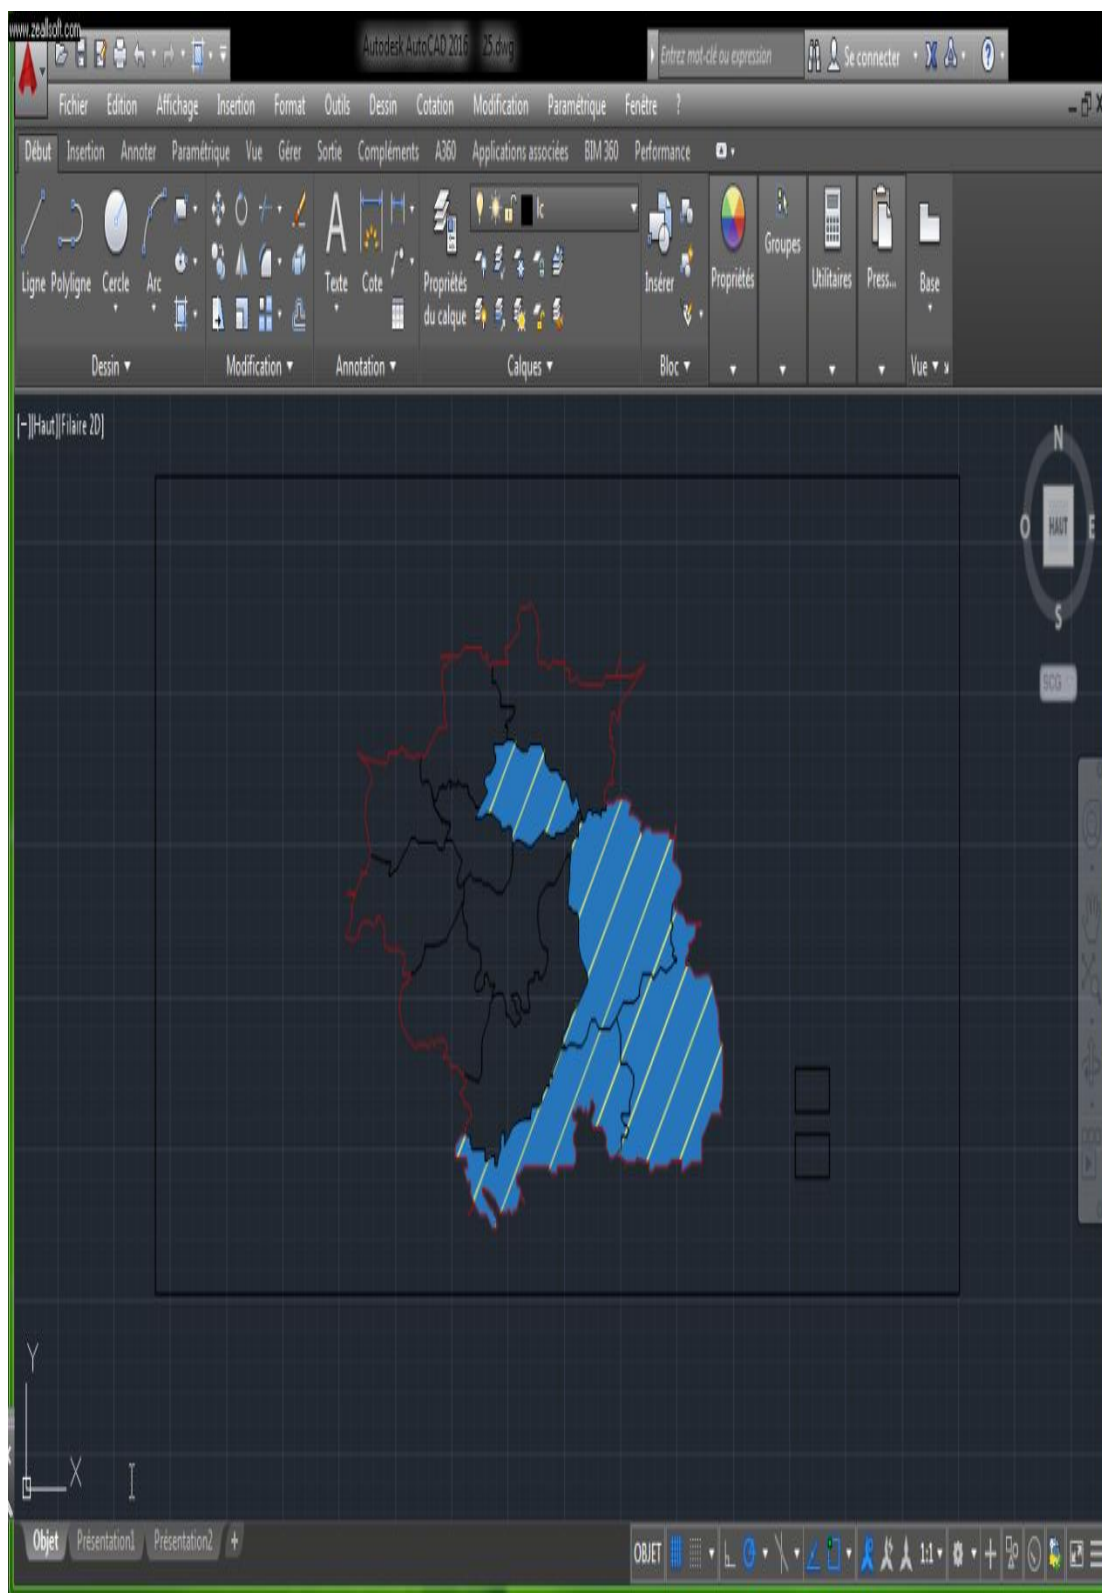 www.zeallsoft.com
Autodesk AutoCAD 2016 25.dwg
Entrez mot-clé ou expression
Se connecter
?
Fichier Edition Affichage Insertion Format Outils Dessin Cotation Modification Paramétrique Fenêtre ?
Début Insertion Annoter Paramétrique Vue Gérer Sortie Compléments A360 Applications associées BIM 360 Performance
lc
Ligne Polyligne Cercle Arc
A
Texte Cote
Propriétés du calque
Insérer
Propriétés
Groupes
Utilitaires
Press...
Base
Dessin Modification Annotation Calques Bloc Vue
[-][Haut][Filaire 2D]
N
O HAUT E
S
SCG
Y
X
Objet Présentation1 Présentation2 +
OBJET 1:1